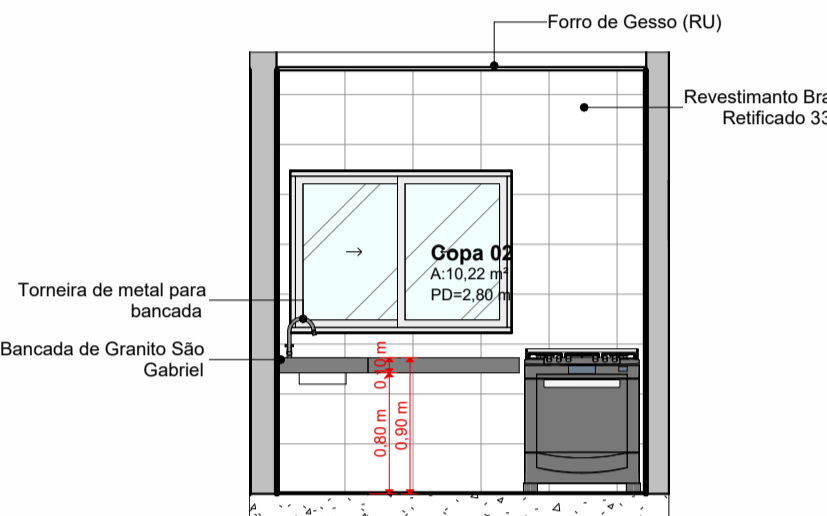 Forro de Gesso (RU)
Revestimanto Bra
Retificado 33
Copa 02
A:10,22 m²
PD=2,80 m
Torneira de metal para
bancada
Bancada de Granito São
Gabriel
0,10 m
0,80 m
0,90 m